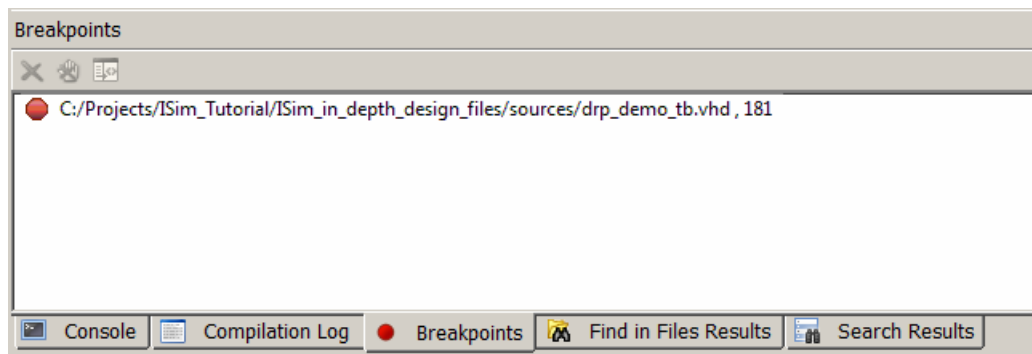 Breakpoints
C:/Projects/ISim_Tutorial/ISim_in_depth_design_files/sources/drp_demo_tb.vhd , 181
Console Compilation Log Breakpoints Find in Files Results Search Results